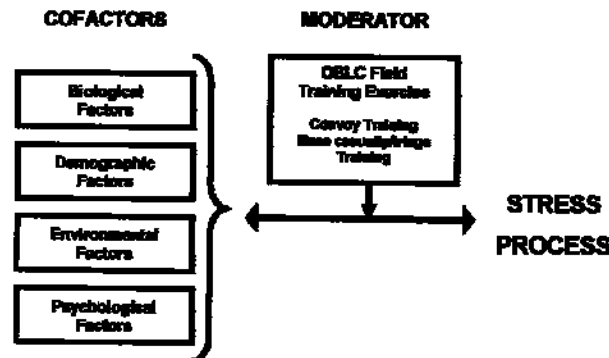 COFACTORS
MODERATOR
Biological
Factors
Demographic
Factors
Environmental
Factors
Psychological
Factors
OBLC Field
Training Exercise
Convoy Training
Mass casualty/triage
Training
STRESS
PROCESS